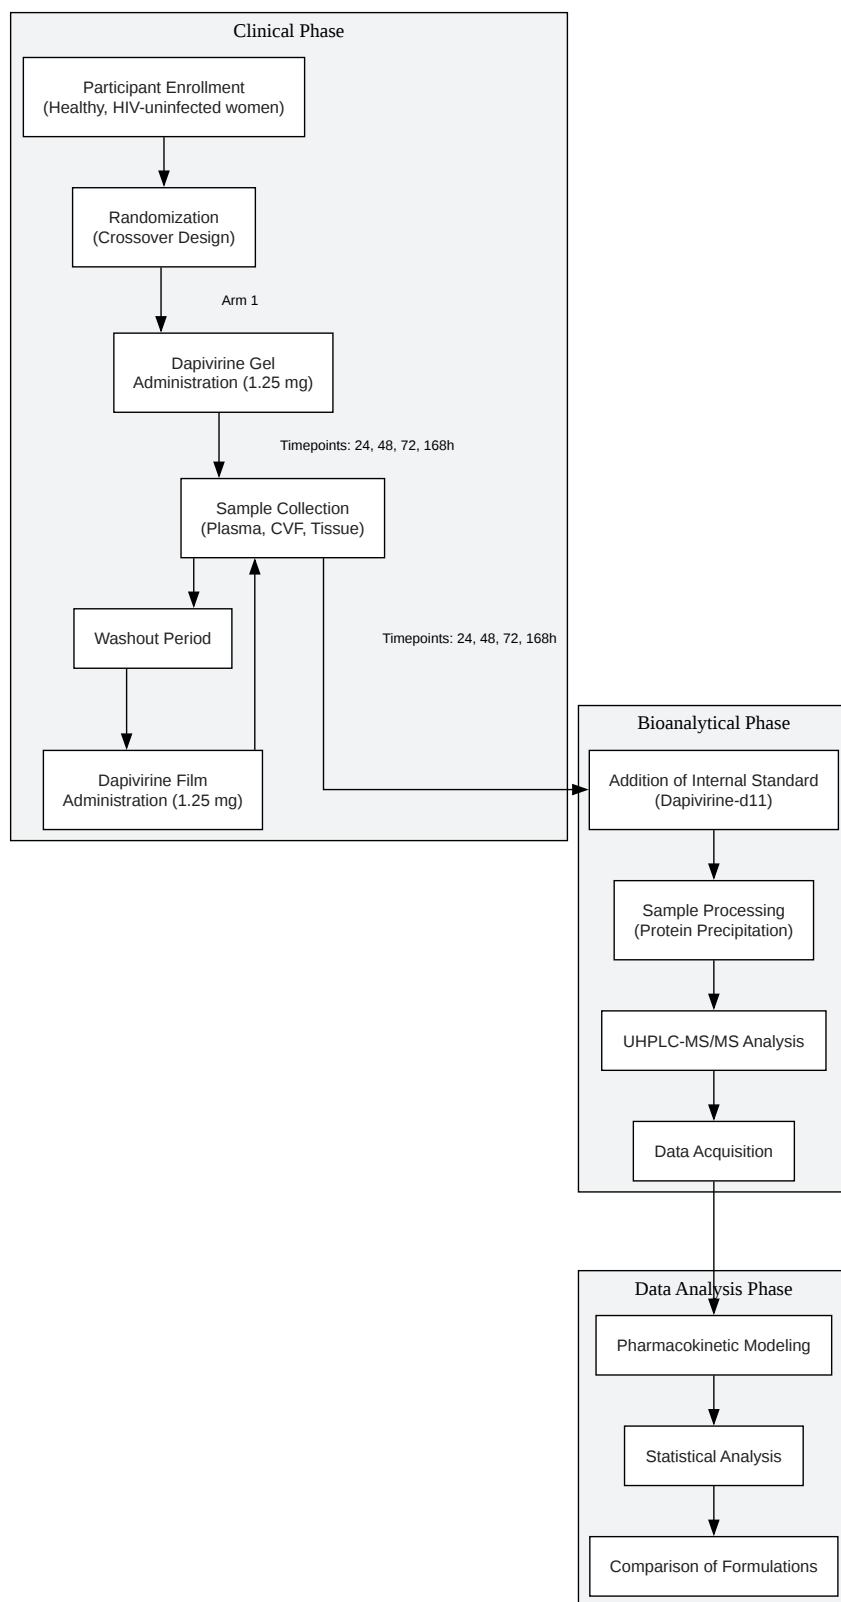 Clinical Phase
Participant Enrollment
(Healthy, HIV-uninfected women)
Randomization
(Crossover Design)
Arm 1
Dapivirine Gel
Administration (1.25 mg)
Timepoints: 24, 48, 72, 168h
Sample Collection
(Plasma, CVF, Tissue)
Washout Period
Timepoints: 24, 48, 72, 168h
Dapivirine Film
Administration (1.25 mg)
Bioanalytical Phase
Addition of Internal Standard
(Dapivirine-d11)
Sample Processing
(Protein Precipitation)
UHPLC-MS/MS Analysis
Data Acquisition
Data Analysis Phase
Pharmacokinetic Modeling
Statistical Analysis
Comparison of Formulations